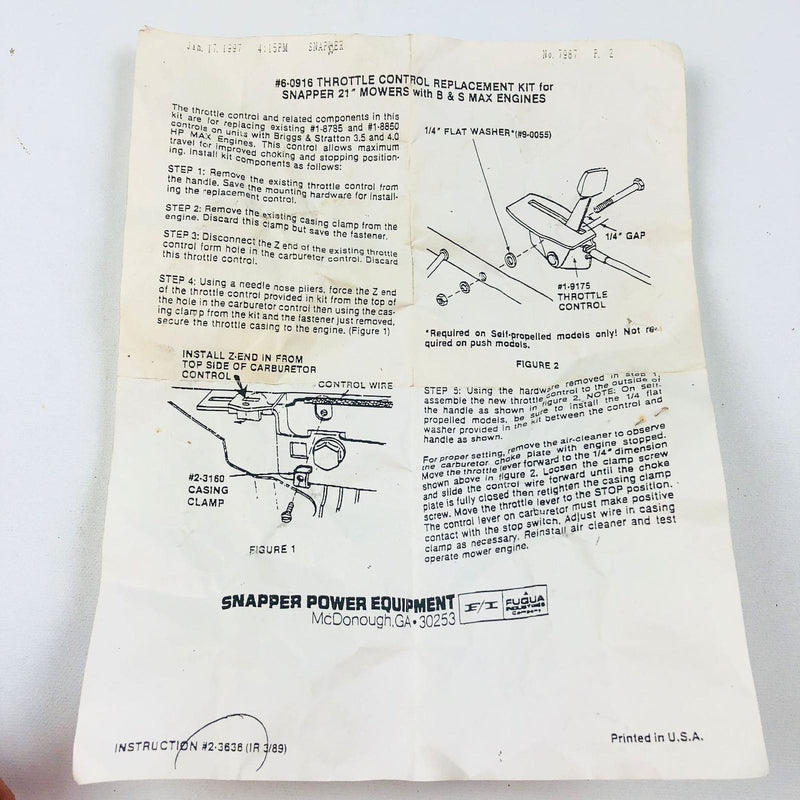 Jan. 17. 1997 4:15PM SNAPPER No. 7987 P. 2
#6-0916 THROTTLE CONTROL REPLACEMENT KIT for
SNAPPER 21" MOWERS with B & S MAX ENGINES
The throttle control and related components in this
kit are for replacing existing #1-8785 and #1-8850
controls on units with Briggs & Stratton 3.5 and 4.0
HP MAX Engines. This control allows maximum
travel for improved choking and stopping position-
ing. Install kit components as follows:
STEP 1: Remove the existing throttle control from
the handle. Save the mounting hardware for install-
ing the replacement control.
STEP 2: Remove the existing casing clamp from the
engine. Discard this clamp but save the fastener.
STEP 3: Disconnect the Z end of the existing throttle
control form hole in the carburetor control. Discard
this throttle control.
STEP 4: Using a needle nose pliers, force the Z end
of the throttle control provided in kit from the top of
the hole in the carburetor control then using the cas-
ing clamp from the kit and the fastener just removed,
secure the throttle casing to the engine. (Figure 1)
INSTALL Z-END IN FROM
TOP SIDE OF CARBURETOR
CONTROL
CONTROL WIRE
#2-3160
CASING
CLAMP
FIGURE 1
1/4" FLAT WASHER*(#9-0055)
1/4" GAP
#1-9175
THROTTLE
CONTROL
*Required on Self-propelled models only! Not re-
quired on push models.
FIGURE 2
STEP 5: Using the hardware removed in step 1,
assemble the new throttle control to the outside of
the handle as shown in figure 2. NOTE: On self-
propelled models, be sure to install the 1/4 flat
washer provided in the kit between the control and
handle as shown.
For proper setting, remove the air-cleaner to observe
the carburetor choke plate with engine stopped.
Move the throttle lever forward to the 1/4" dimension
shown above in figure 2. Loosen the clamp screw
and slide the control wire forward until the choke
plate is fully closed then retighten the casing clamp
screw. Move the throttle lever to the STOP position.
The control lever on carburetor must make positive
contact with the stop switch. Adjust wire in casing
clamp as necessary. Reinstall air cleaner and test
operate mower engine.
SNAPPER POWER EQUIPMENT
McDonough, GA • 30253
F/I
A
FUQUA
INDUSTRIES
Company
INSTRUCTION #2-3636 (IR 3/89)
Printed in U.S.A.